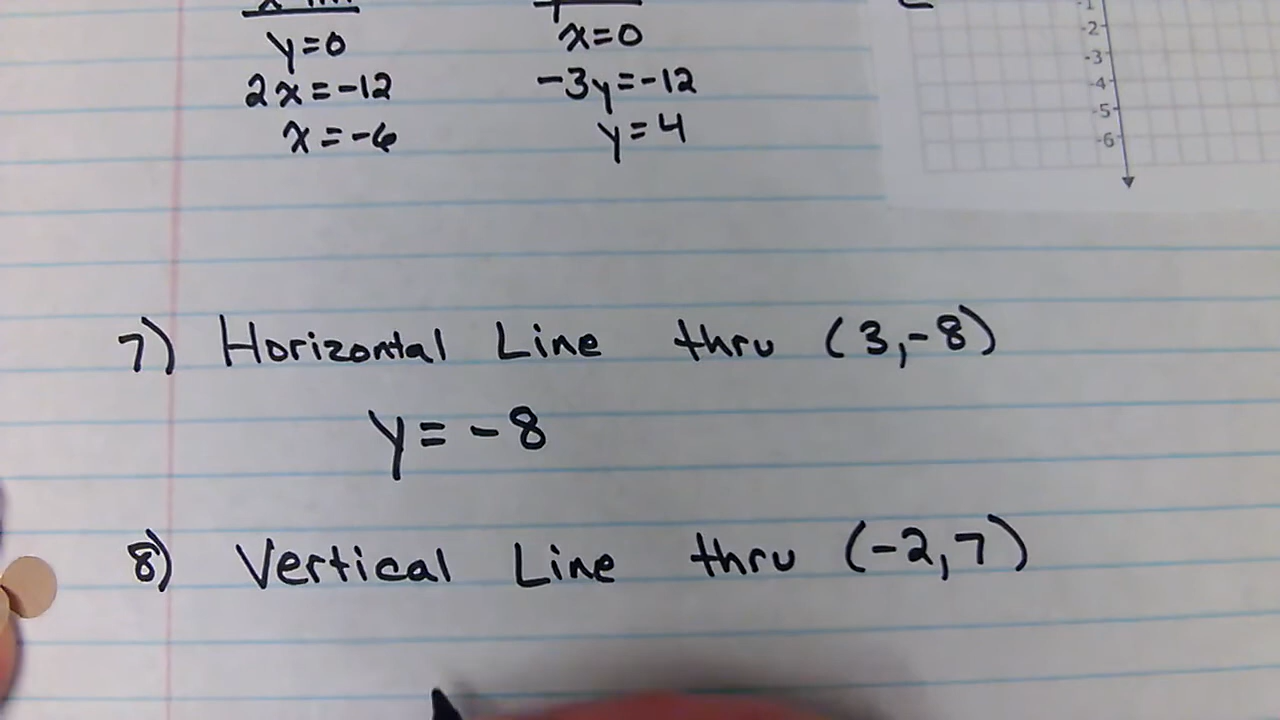 y=0
x=0
2x=-12
-3y=-12
x=-6
y=4
-1
-2
-3
-4
-5
-6
7) Horizontal Line thru (3,-8)
y=-8
8) Vertical Line thru (-2,7)